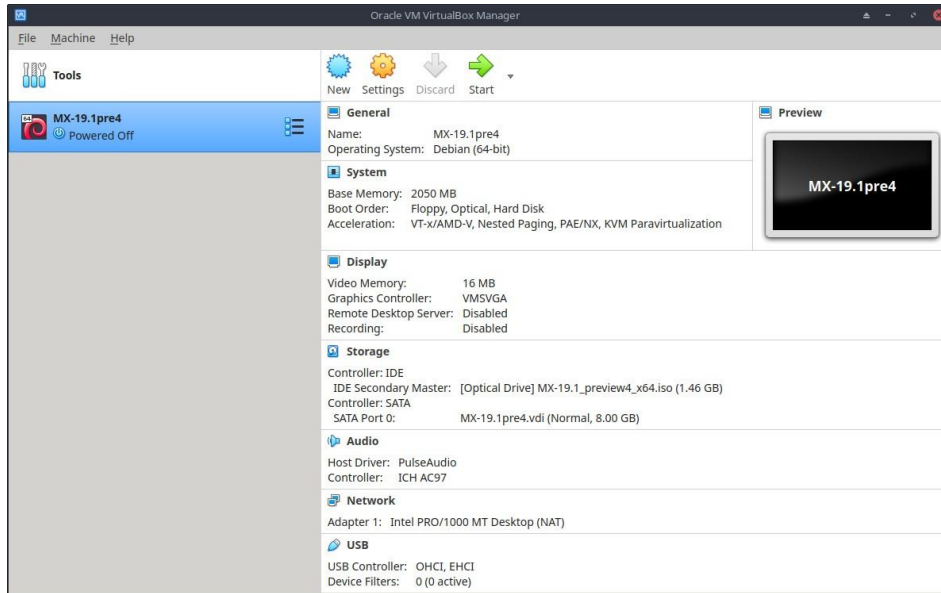 Oracle VM VirtualBox Manager
File Machine Help
Tools
MX-19.1pre4
Powered Off
New Settings Discard Start
General
Name: MX-19.1pre4
Operating System: Debian (64-bit)
System
Base Memory: 2050 MB
Boot Order: Floppy, Optical, Hard Disk
Acceleration: VT-x/AMD-V, Nested Paging, PAE/NX, KVM Paravirtualization
Preview
MX-19.1pre4
Display
Video Memory: 16 MB
Graphics Controller: VMSVGA
Remote Desktop Server: Disabled
Recording: Disabled
Storage
Controller: IDE
IDE Secondary Master: [Optical Drive] MX-19.1_preview4_x64.iso (1.46 GB)
Controller: SATA
SATA Port 0: MX-19.1pre4.vdi (Normal, 8.00 GB)
Audio
Host Driver: PulseAudio
Controller: ICH AC97
Network
Adapter 1: Intel PRO/1000 MT Desktop (NAT)
USB
USB Controller: OHCI, EHCI
Device Filters: 0 (0 active)